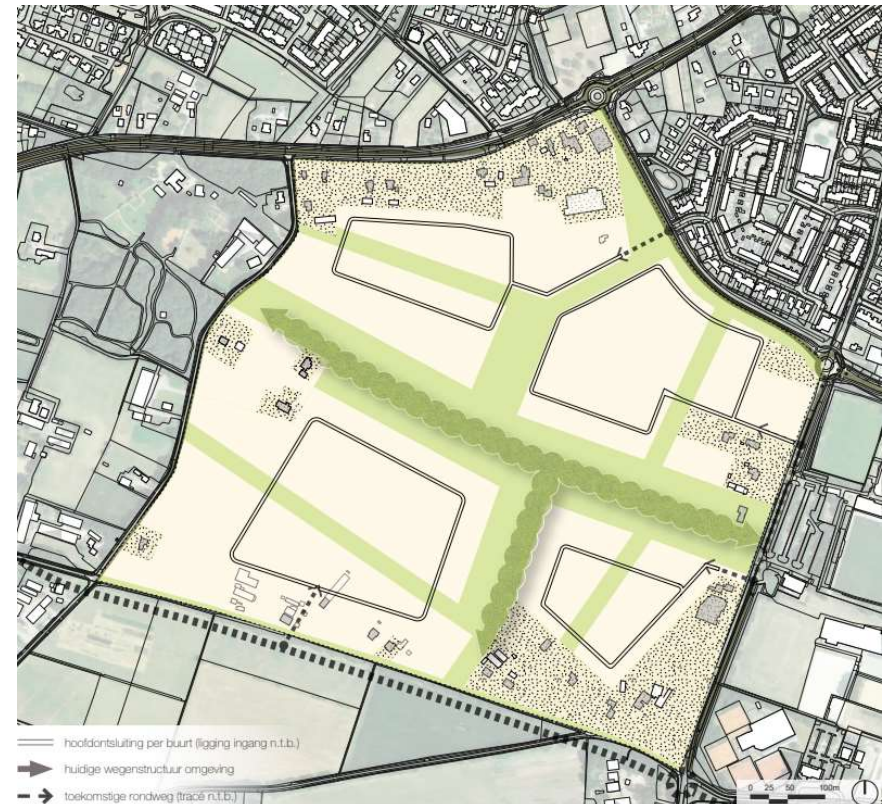 hoofdontsluiting per buurt (ligging ingang n.t.b.)
huidige wegenstructuur omgeving
toekomstige rondweg (tracé n.t.b.)
0 25 50 100m